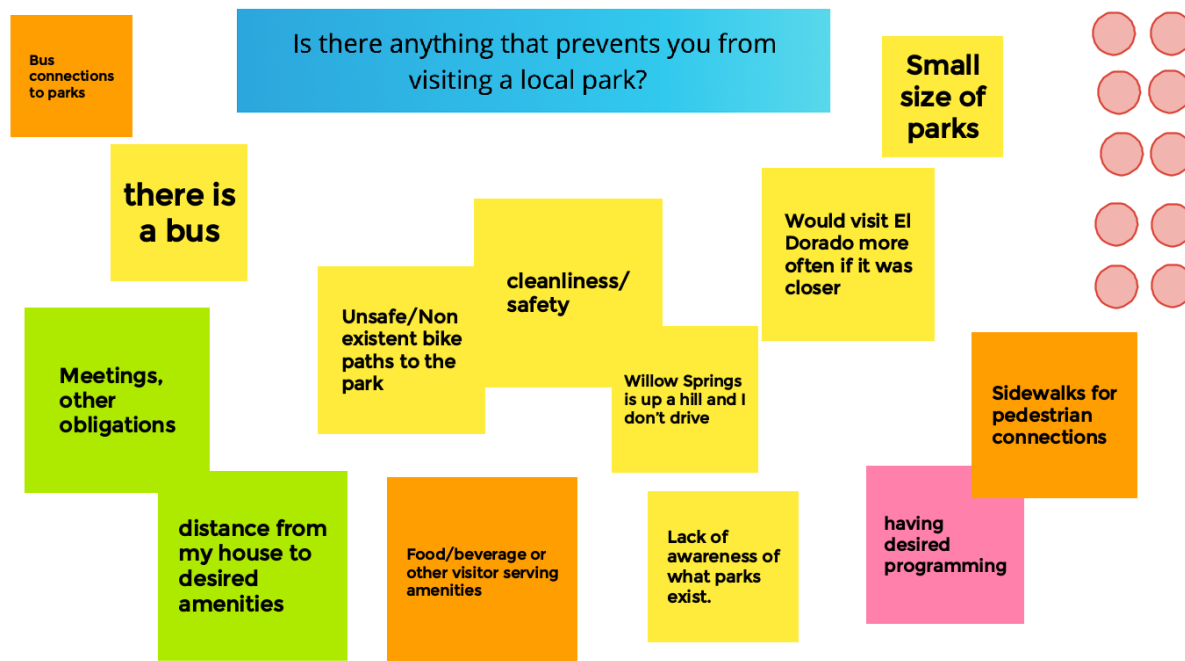 Is there anything that prevents you from
visiting a local park?
Bus
connections
to parks
there is
a bus
Small
size of
parks
Would visit El
Dorado more
often if it was
closer
cleanliness/
safety
Unsafe/Non
existent bike
paths to the
park
Willow Springs
is up a hill and I
don't drive
Meetings,
other
obligations
Sidewalks for
pedestrian
connections
distance from
my house to
desired
amenities
Food/beverage or
other visitor serving
amenities
Lack of
awareness of
what parks
exist.
having
desired
programming